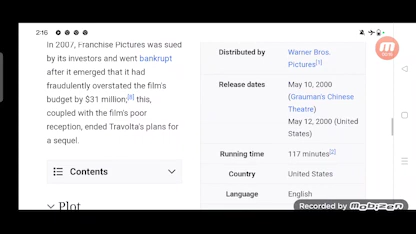 2:16
In 2007, Franchise Pictures was sued
by its investors and went bankrupt
after it emerged that it had
fraudulently overstated the film's
budget by $31 million;[8] this,
coupled with the film's poor
reception, ended Travolta's plans for
a sequel.
Contents
Plot
Distributed by
Warner Bros.
Pictures[1]
Release dates
May 10, 2000
(Grauman's Chinese
Theatre)
May 12, 2000 (United
States)
Running time
117 minutes[2]
Country
United States
Language
English
Recorded by
MOBIZEN